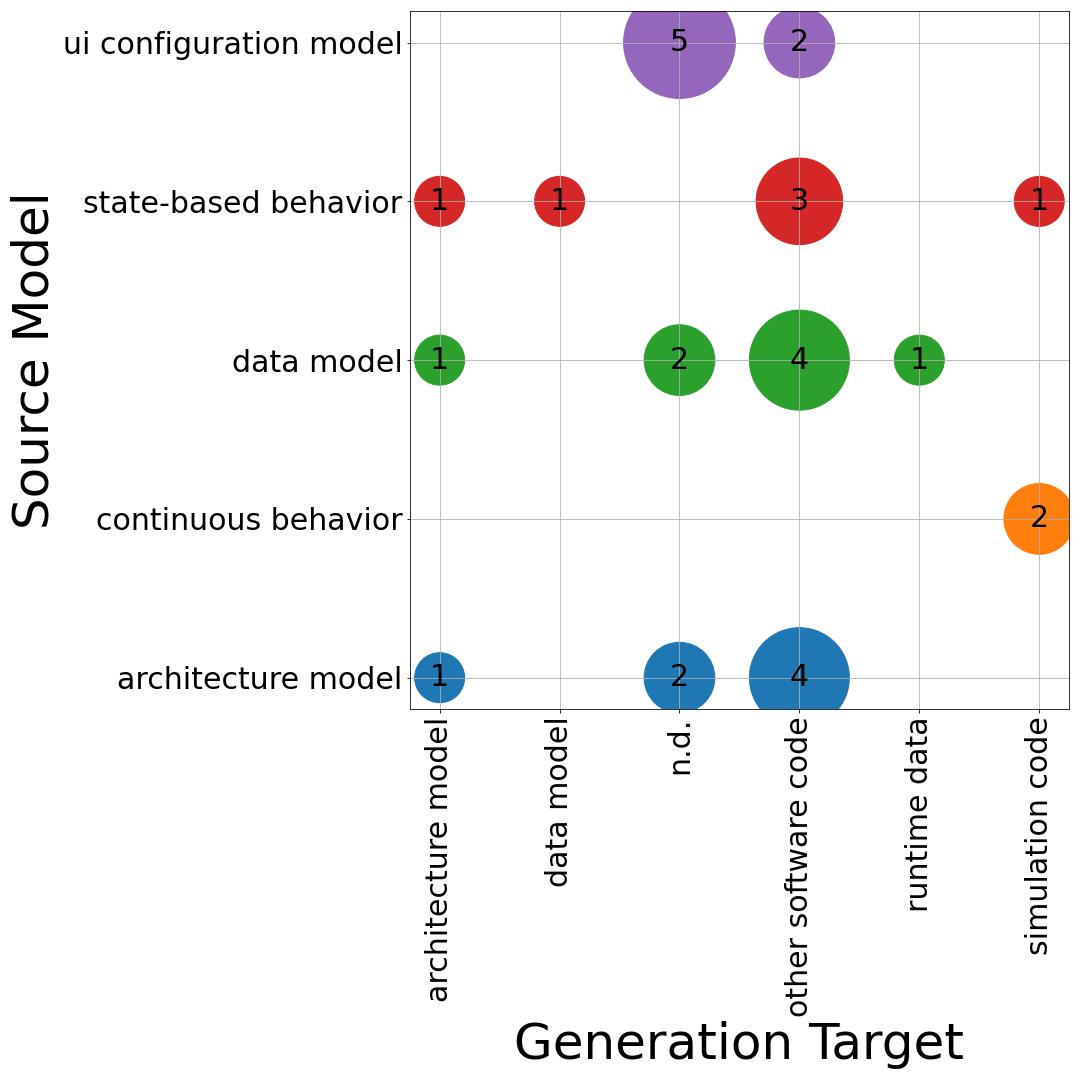 Source Model
ui configuration model
5 2
state-based behavior
1 1 3 1
data model
1 2 4 1
continuous behavior
2
architecture model
1 2 4
architecture model
data model
n.d.
other software code
runtime data
simulation code
Generation Target